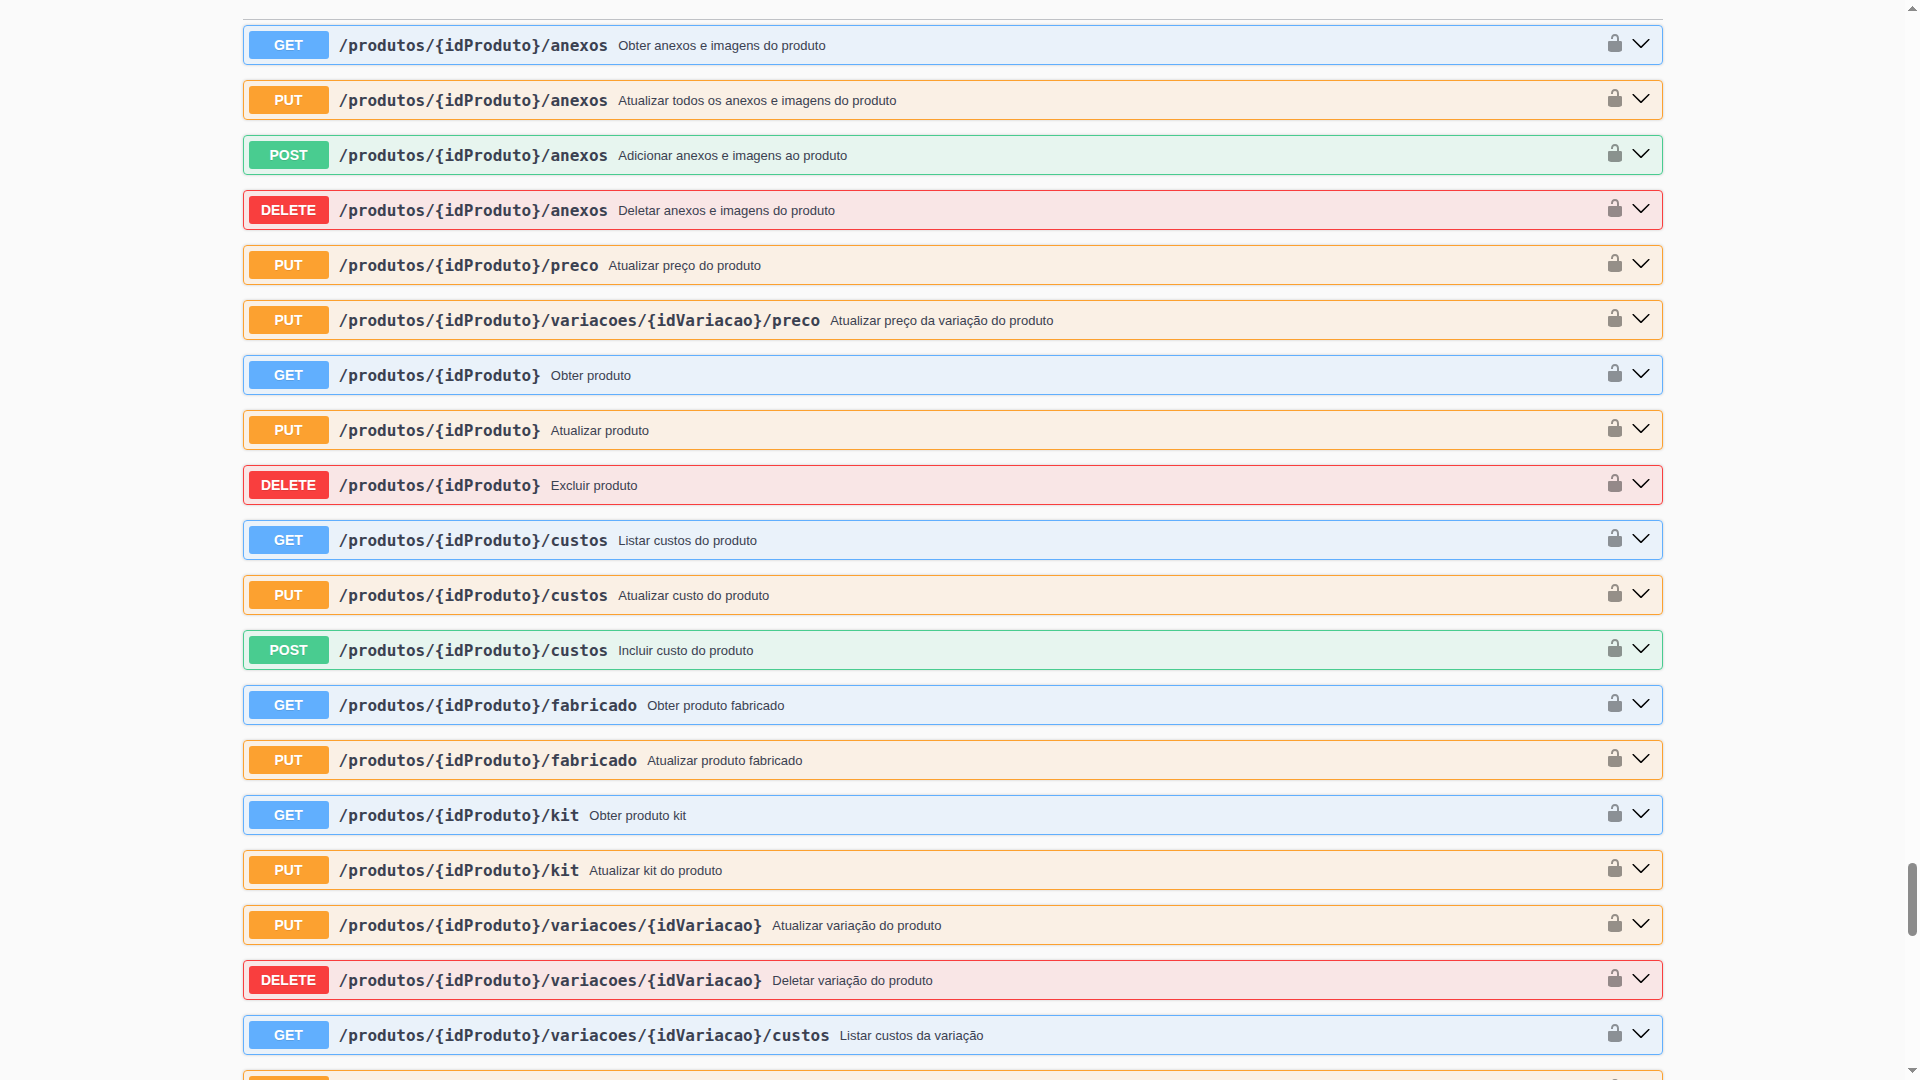 GET /produtos/{idProduto}/anexos Obter anexos e imagens do produto
PUT /produtos/{idProduto}/anexos Atualizar todos os anexos e imagens do produto
POST /produtos/{idProduto}/anexos Adicionar anexos e imagens ao produto
DELETE /produtos/{idProduto}/anexos Deletar anexos e imagens do produto
PUT /produtos/{idProduto}/preco Atualizar preço do produto
PUT /produtos/{idProduto}/variacoes/{idVariacao}/preco Atualizar preço da variação do produto
GET /produtos/{idProduto} Obter produto
PUT /produtos/{idProduto} Atualizar produto
DELETE /produtos/{idProduto} Excluir produto
GET /produtos/{idProduto}/custos Listar custos do produto
PUT /produtos/{idProduto}/custos Atualizar custo do produto
POST /produtos/{idProduto}/custos Incluir custo do produto
GET /produtos/{idProduto}/fabricado Obter produto fabricado
PUT /produtos/{idProduto}/fabricado Atualizar produto fabricado
GET /produtos/{idProduto}/kit Obter produto kit
PUT /produtos/{idProduto}/kit Atualizar kit do produto
PUT /produtos/{idProduto}/variacoes/{idVariacao} Atualizar variação do produto
DELETE /produtos/{idProduto}/variacoes/{idVariacao} Deletar variação do produto
GET /produtos/{idProduto}/variacoes/{idVariacao}/custos Listar custos da variação